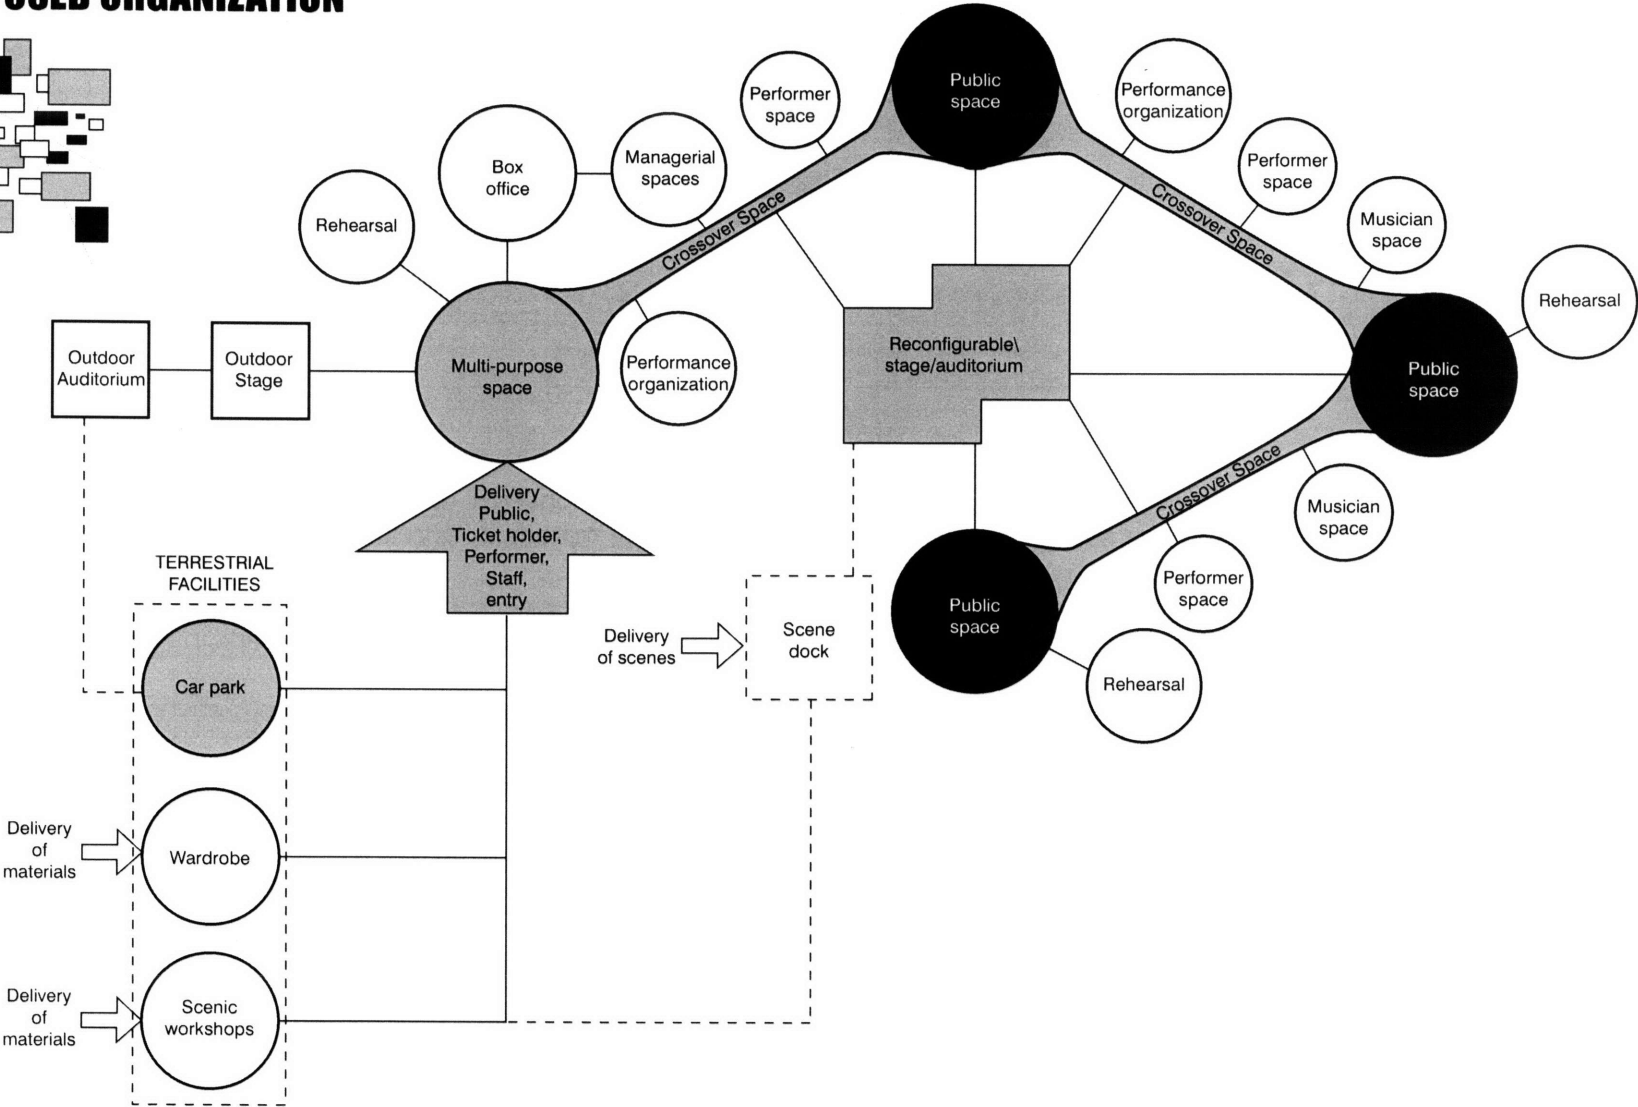 ORGANIZATION
Public
space
Performer
space
Performance
organization
Box
office
Managerial
spaces
Performer
space
Rehearsal
Crossover Space
Crossover Space
Musician
space
Rehearsal
Outdoor
Auditorium
Outdoor
Stage
Multi-purpose
space
Performance
organization
Reconfigurable\
stage/auditorium
Public
space
Crossover Space
Musician
space
Delivery
Public,
Ticket holder,
Performer,
Staff,
entry
TERRESTRIAL
FACILITIES
Performer
space
Public
space
Delivery
of scenes
Scene
dock
Rehearsal
Car park
Delivery
of
materials
Wardrobe
Delivery
of
materials
Scenic
workshops